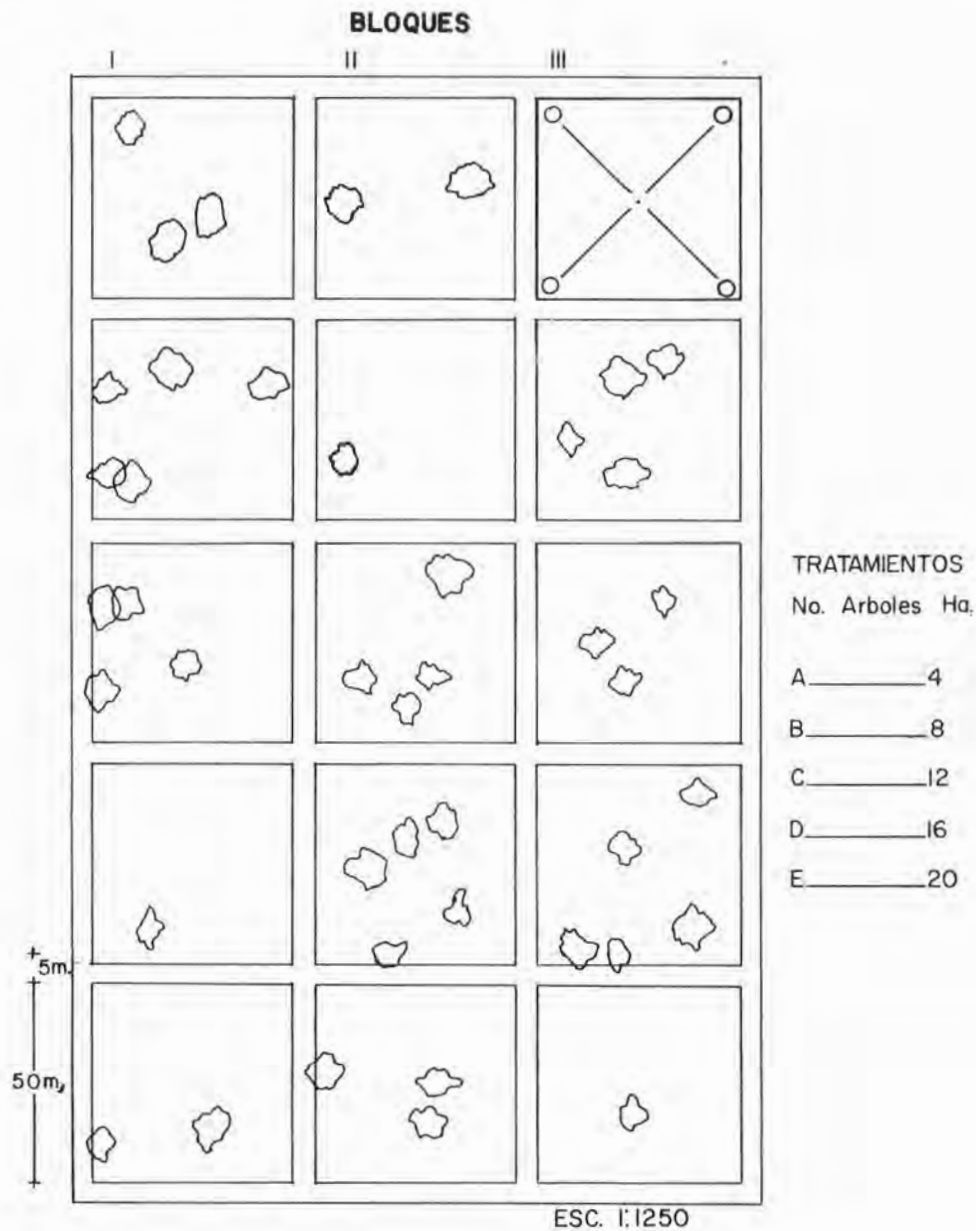 BLOQUES
I II III
TRATAMIENTOS
No. Arboles Ha.
A 4
B 8
C 12
D 16
E 20
5m.
50m.
ESC. 1:1250